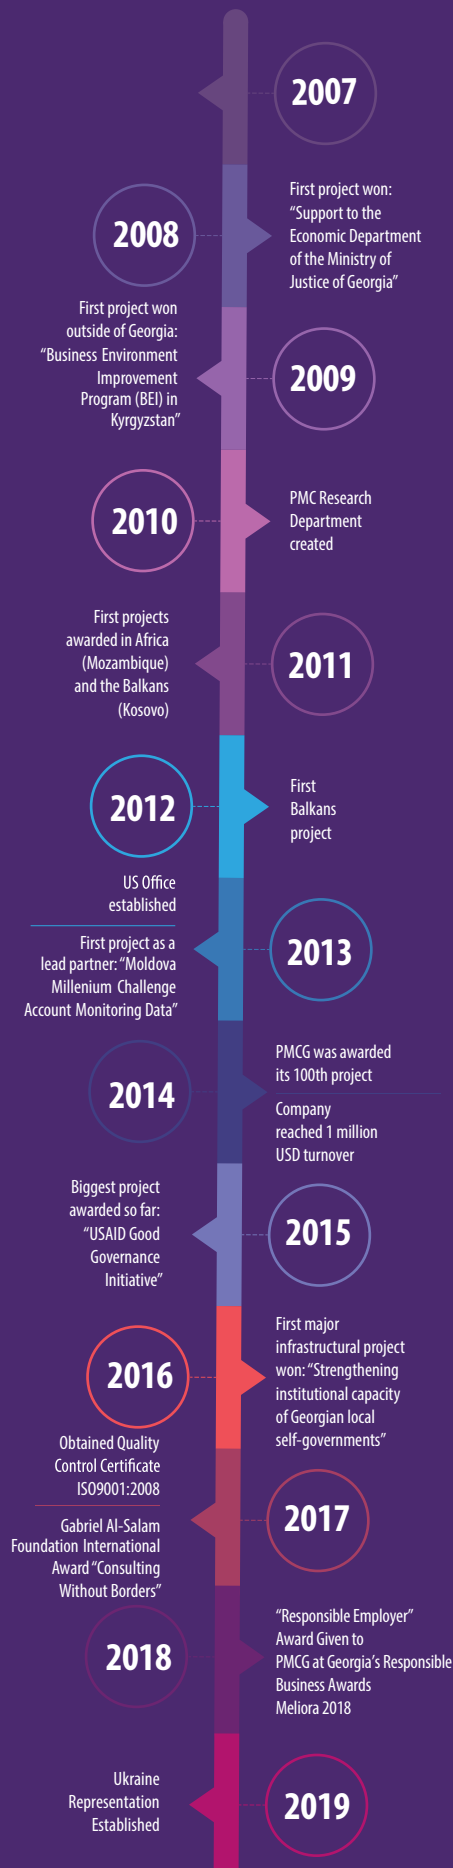 2007
2008
First project won:
“Support to the
Economic Department
of the Ministry of
Justice of Georgia”
2009
First project won
outside of Georgia:
“Business Environment
Improvement
Program (BEI) in
Kyrgyzstan”
2010
PMC Research
Department
created
2011
First projects
awarded in Africa
(Mozambique)
and the Balkans
(Kosovo)
2012
First
Balkans
project
2013
US Office
established
First project as a
lead partner: “Moldova
Millenium Challenge
Account Monitoring Data”
2014
PMCG was awarded
its 100th project
Company
reached 1 million
USD turnover
2015
Biggest project
awarded so far:
“USAID Good
Governance
Initiative”
2016
First major
infrastructural project
won: “Strengthening
institutional capacity
of Georgian local
self-governments”
2017
Obtained Quality
Control Certificate
ISO9001:2008
Gabriel Al-Salam
Foundation International
Award “Consulting
Without Borders”
2018
“Responsible Employer”
Award Given to
PMCG at Georgia’s Responsible
Business Awards
Meliora 2018
2019
Ukraine
Representation
Established